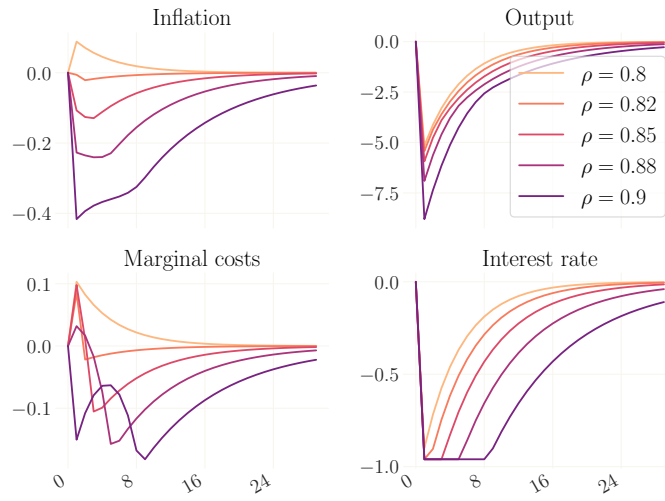 Inflation
0.0
−0.2
−0.4
Output
0.0
−2.5
−5.0
−7.5
ρ = 0.8
ρ = 0.82
ρ = 0.85
ρ = 0.88
ρ = 0.9
Marginal costs
0.1
0.0
−0.1
0
8
16
24
Interest rate
0.0
−0.5
−1.0
0
8
16
24